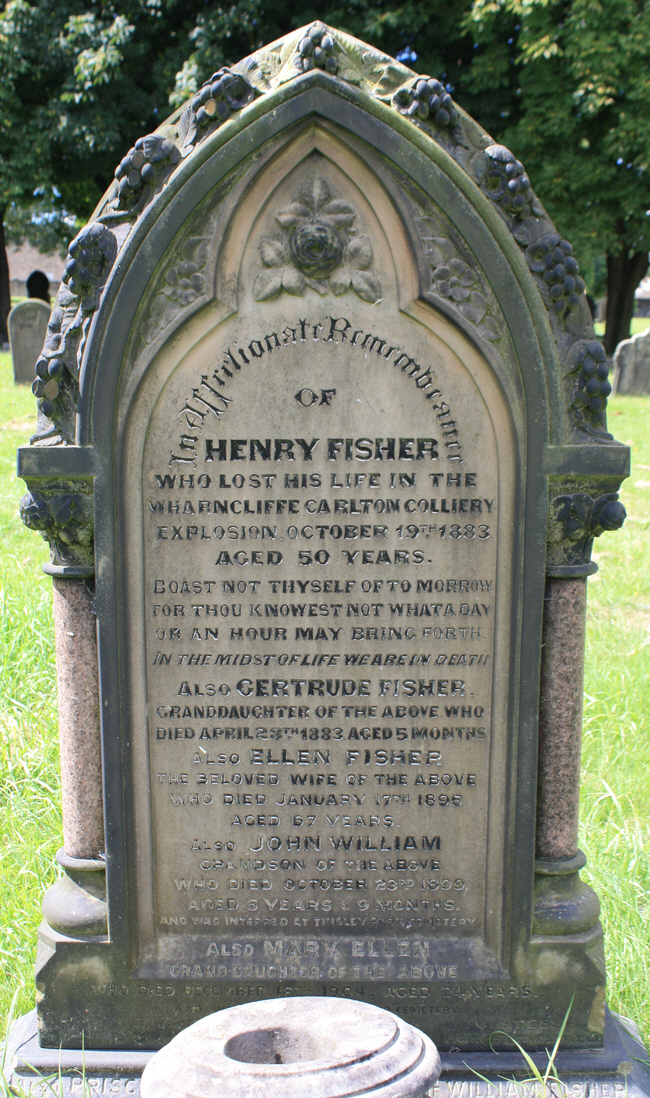 In Affectionate Remembrance
OF
HENRY FISHER
WHO LOST HIS LIFE IN THE
WHARNCLIFFE CARLTON COLLIERY
EXPLOSION, OCTOBER 19TH 1883
AGED 50 YEARS.
BOAST NOT THYSELF OF TO MORROW
FOR THOU KNOWEST NOT WHAT A DAY
OR AN HOUR MAY BRING FORTH.
IN THE MIDST OF LIFE WE ARE IN DEATH
ALSO GERTRUDE FISHER.
GRANDDAUGHTER OF THE ABOVE WHO
DIED APRIL 28TH 1883 AGED 5 MONTHS
ALSO ELLEN FISHER
THE BELOVED WIFE OF THE ABOVE
WHO DIED JANUARY 17TH 1895
AGED 67 YEARS.
ALSO JOHN WILLIAM
GRANDSON OF THE ABOVE
WHO DIED OCTOBER 23RD 1899,
AGED 5 YEARS & 9 MONTHS.
AND WAS INTERRED AT TINSLEY PARK CEMETERY.
ALSO MARY ELLEN
GRAND DAUGHTER OF THE ABOVE
WHO DIED DECEMBER 1904, AGED 24 YEARS.
CEMETERY
ALSO WILLIAM FISHER